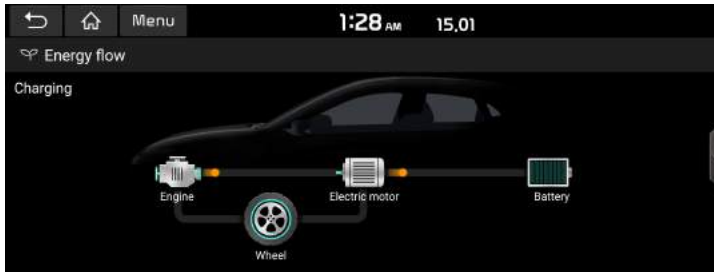 Menu 1:28 AM 15.01
Energy flow
Charging
Engine Electric motor Battery
Wheel